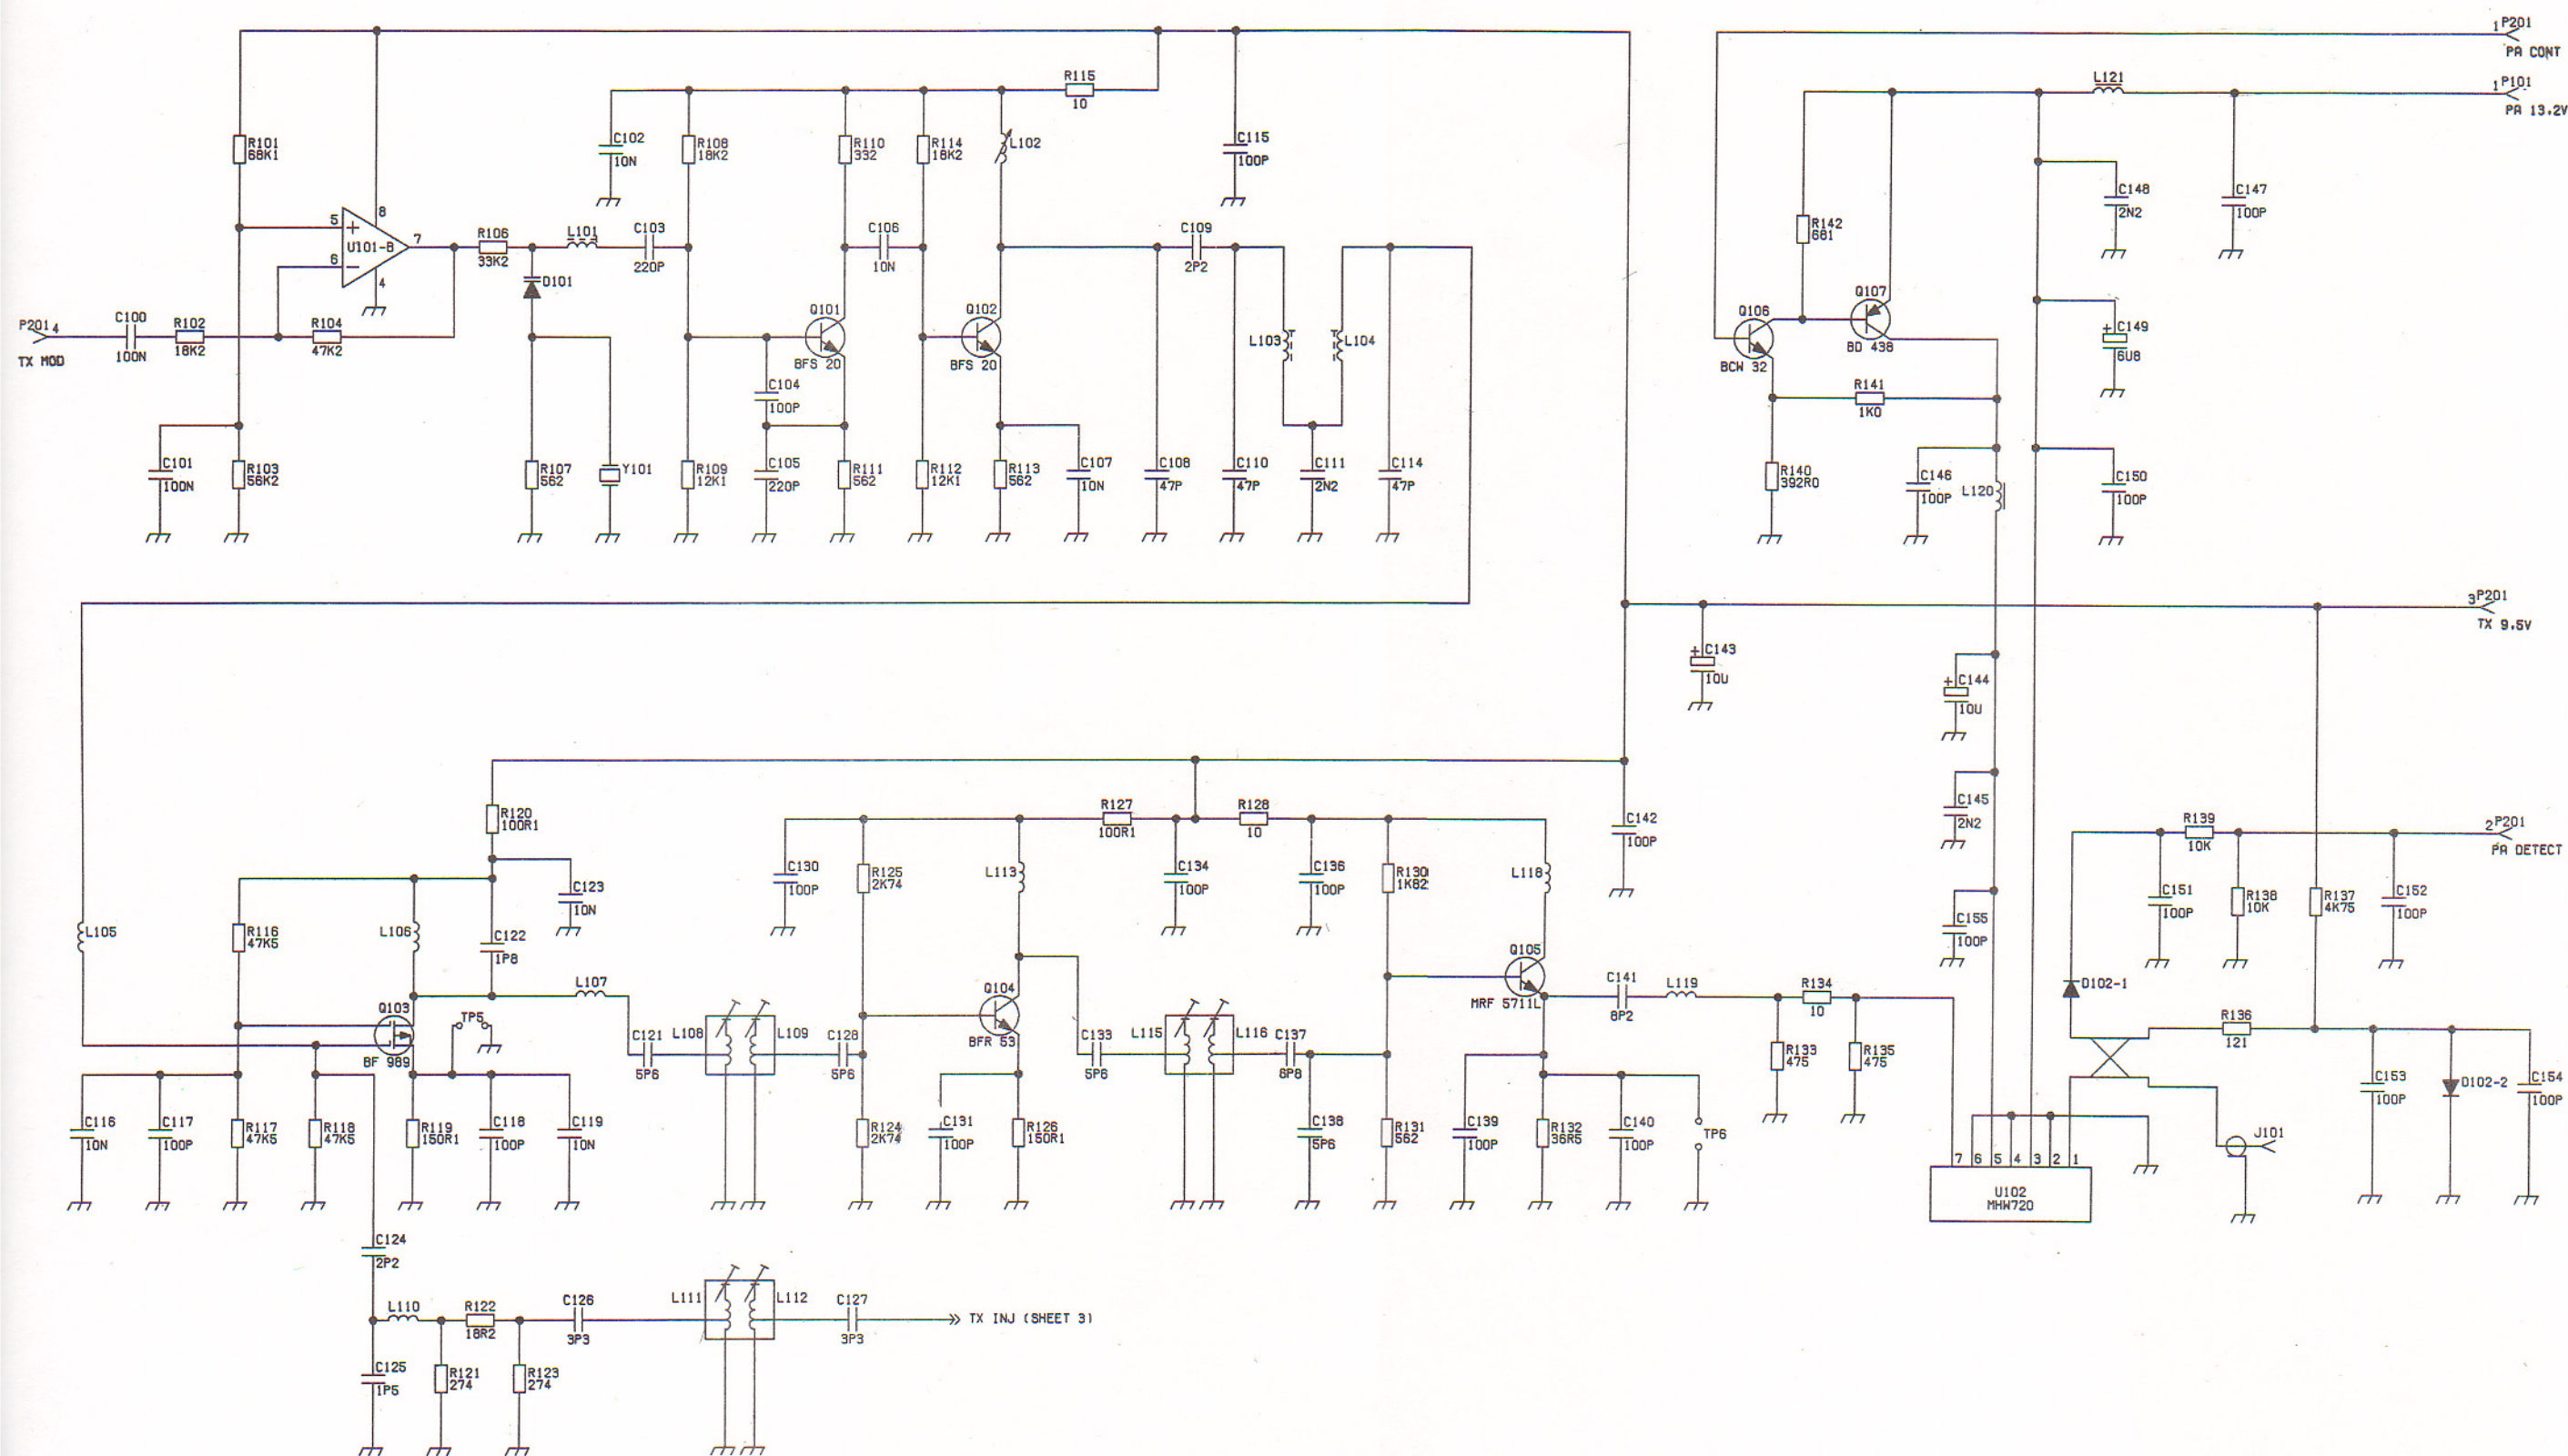 1 P201
PA CONT
1 P101
PA 13.2V
L121
R115
10
R101
68K1
C102
10N
R108
18K2
R110
332
R114
18K2
L102
C115
100P
C148
2N2
C147
100P
R142
681
5
8
U101-B
7
6
4
R106
33K2
L101
C103
220P
C106
10N
C109
2P2
D101
Q107
BD 438
Q106
BCW 32
C149
6U8
+
P201 4
TX MOD
C100
100N
R102
18K2
R104
47K2
Q101
BFS 20
Q102
BFS 20
L103
L104
C104
100P
R141
1K0
C101
100N
R103
56K2
R107
562
Y101
R109
12K1
C105
220P
R111
562
R112
12K1
R113
562
C107
10N
C108
47P
C110
47P
C111
2N2
C114
47P
R140
392R0
C146
100P
L120
C150
100P
3 P201
TX 9.5V
+
C143
10U
+
C144
10U
C145
2N2
C155
100P
R120
100R1
R127
100R1
R128
10
C142
100P
R139
10K
2 P201
PA DETECT
C123
10N
C130
100P
R125
2K74
L113
C134
100P
C136
100P
R130
1K82
L118
C151
100P
R138
10K
R137
4K75
C152
100P
L105
R116
47K5
L106
C122
1P8
L107
Q103
BF 989
TP5
C121
5P6
L108
L109
C128
5P6
Q104
BFR 53
C133
5P6
L115
L116
C137
8P8
Q105
MRF 5711L
C141
8P2
L119
R134
10
D102-1
R136
121
R133
475
R135
475
C153
100P
D102-2
C154
100P
C116
10N
C117
100P
R117
47K5
R118
47K5
R119
150R1
C118
100P
C119
10N
R124
2K74
C131
100P
R126
150R1
C138
5P6
R131
562
C139
100P
R132
36R5
C140
100P
TP6
J101
7 6 5 4 3 2 1
U102
MHW720
C124
2P2
L110
R122
18R2
C126
3P3
L111
L112
C127
3P3
TX INJ (SHEET 3)
C125
1P5
R121
274
R123
274